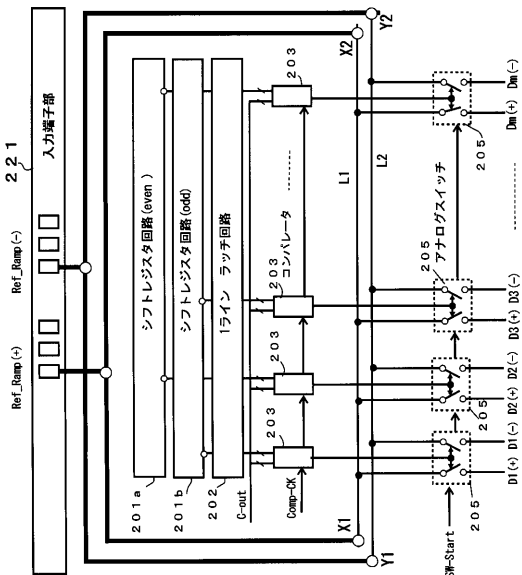 221
入力端子部
Ref_Ramp(+)
Ref_Ramp(-)
シフトレジスタ回路(even )
シフトレジスタ回路(odd)
1ライン ラッチ回路
201a
201b
202
C-out
Comp-CK
203
203
203
コンパレータ
203
X1
X2
L1
L2
Y1
Y2
SW-Start
205
205
205
アナログスイッチ
205
D1(+)
D1(-)
D2(+)
D2(-)
D3(+)
D3(-)
Dm(+)
Dm(-)